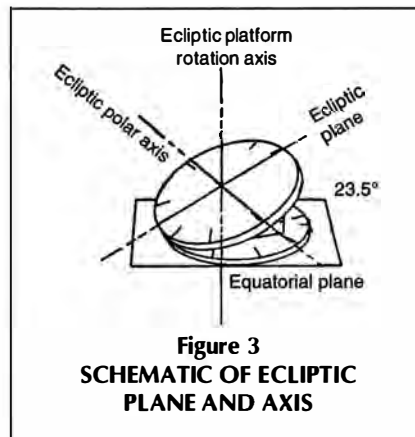 Ecliptic platform
rotation axis
Ecliptic polar axis
Ecliptic
plane
23.5°
Equatorial plane
Figure 3
SCHEMATIC OF ECLIPTIC
PLANE AND AXIS